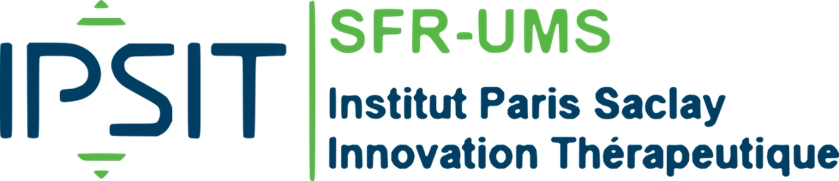 IPSIT
SFR-UMS
Institut Paris Saclay
Innovation Thérapeutique